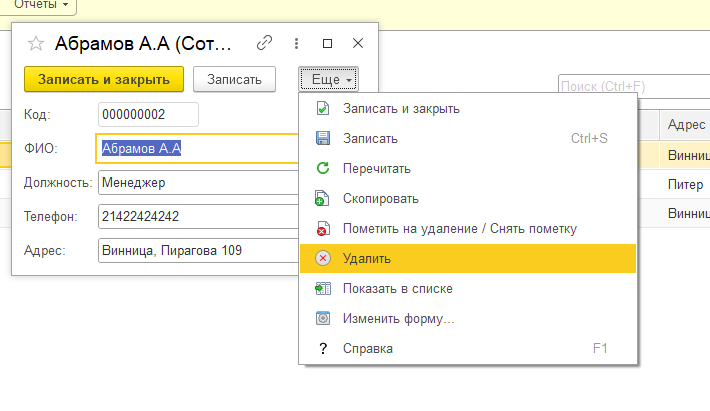 Отчеты
Абрамов А.А (Сот...
Записать и закрыть
Записать
Еще
Поиск (Ctrl+F)
Код:
000000002
ФИО:
Абрамов А.А
Должность:
Менеджер
Телефон:
21422424242
Адрес:
Винница, Пирагова 109
Записать и закрыть
Записать Ctrl+S
Перечитать
Скопировать
Пометить на удаление / Снять пометку
Удалить
Показать в списке
Изменить форму...
Справка F1
Адрес
Винниц
Питер
Винниц